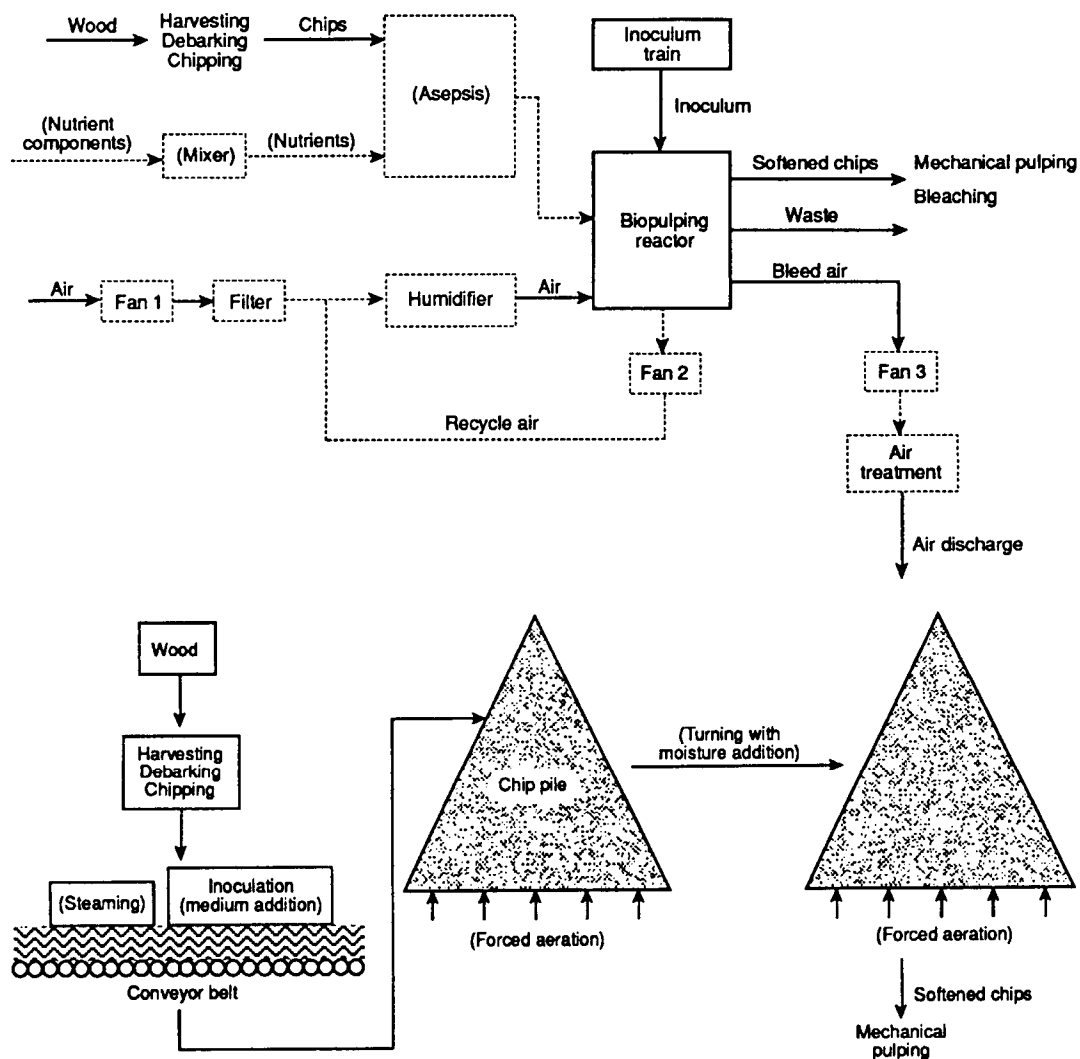 Wood
Harvesting
Debarking
Chipping
Chips
Inoculum
train
(Asepsis)
Inoculum
(Nutrient
components)
(Mixer)
(Nutrients)
Softened chips
Mechanical pulping
Bleaching
Biopulping
reactor
Waste
Bleed air
Air
Fan 1
Filter
Humidifier
Air
Fan 2
Fan 3
Recycle air
Air
treatment
Air discharge
Wood
Harvesting
Debarking
Chipping
(Turning with
moisture addition)
Chip pile
(Steaming)
Inoculation
(medium addition)
Conveyor belt
(Forced aeration)
(Forced aeration)
Softened chips
Mechanical
pulping